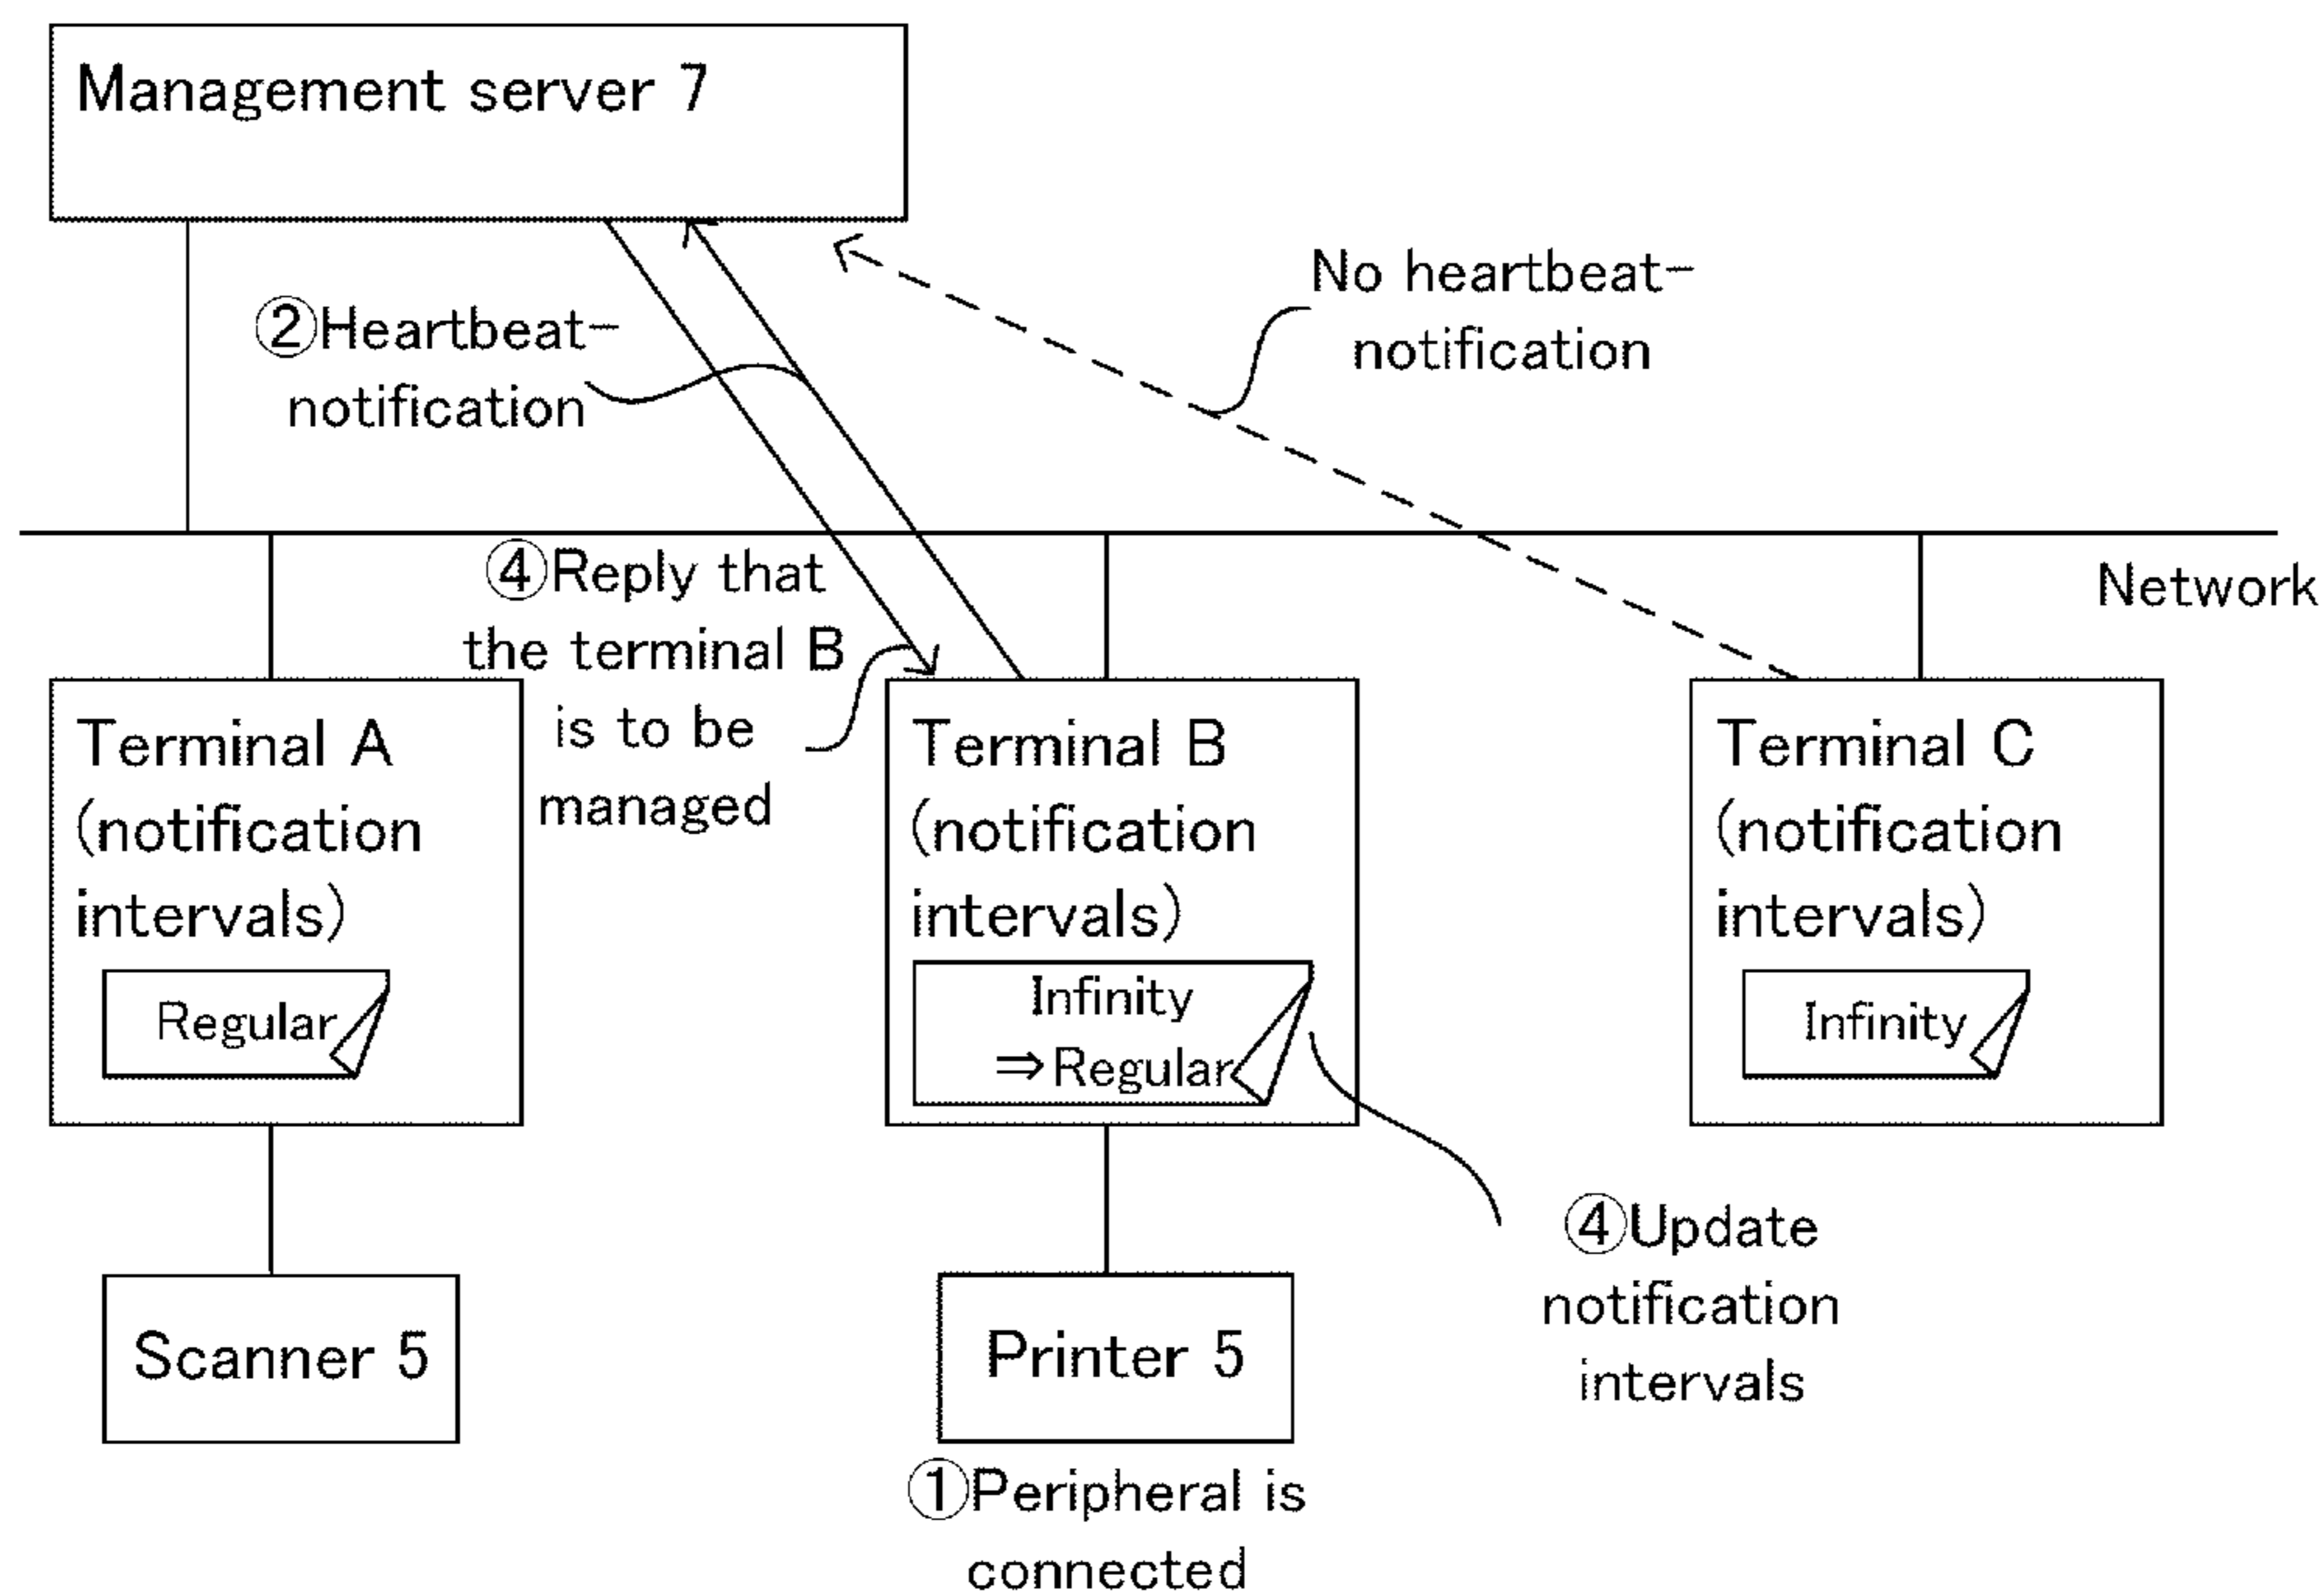 Management server 7
②Heartbeat-
notification
No heartbeat-
notification
④Reply that
the terminal B
is to be
managed
Network
Terminal A
(notification
intervals)
Regular
Terminal B
(notification
intervals)
Infinity
⇒Regular
Terminal C
(notification
intervals)
Infinity
④Update
notification
intervals
Scanner 5
Printer 5
①Peripheral is
connected